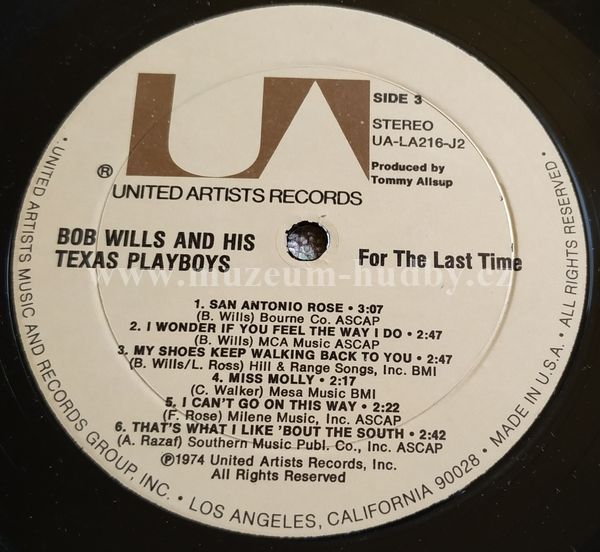 UA
SIDE 3
STEREO
UA-LA216-J2
Produced by
Tommy Allsup
®
UNITED ARTISTS RECORDS
BOB WILLS AND HIS
TEXAS PLAYBOYS
For The Last Time
www.muzeum-hudby.cz
1. SAN ANTONIO ROSE • 3:07
(B. Wills) Bourne Co. ASCAP
2. I WONDER IF YOU FEEL THE WAY I DO • 2:47
(B. Wills) MCA Music ASCAP
3. MY SHOES KEEP WALKING BACK TO YOU • 2:47
(B. Wills/L. Ross) Hill & Range Songs, Inc. BMI
4. MISS MOLLY • 2:17
(C. Walker) Mesa Music BMI
5. I CAN'T GO ON THIS WAY • 2:22
(F. Rose) Milene Music, Inc. ASCAP
6. THAT'S WHAT I LIKE 'BOUT THE SOUTH • 2:42
(A. Razaf) Southern Music Publ. Co., Inc. ASCAP
℗1974 United Artists Records, Inc.
All Rights Reserved
• UNITED ARTISTS MUSIC AND RECORDS GROUP, INC. • LOS ANGELES, CALIFORNIA 90028 • MADE IN U.S.A. • ALL RIGHTS RESERVED •